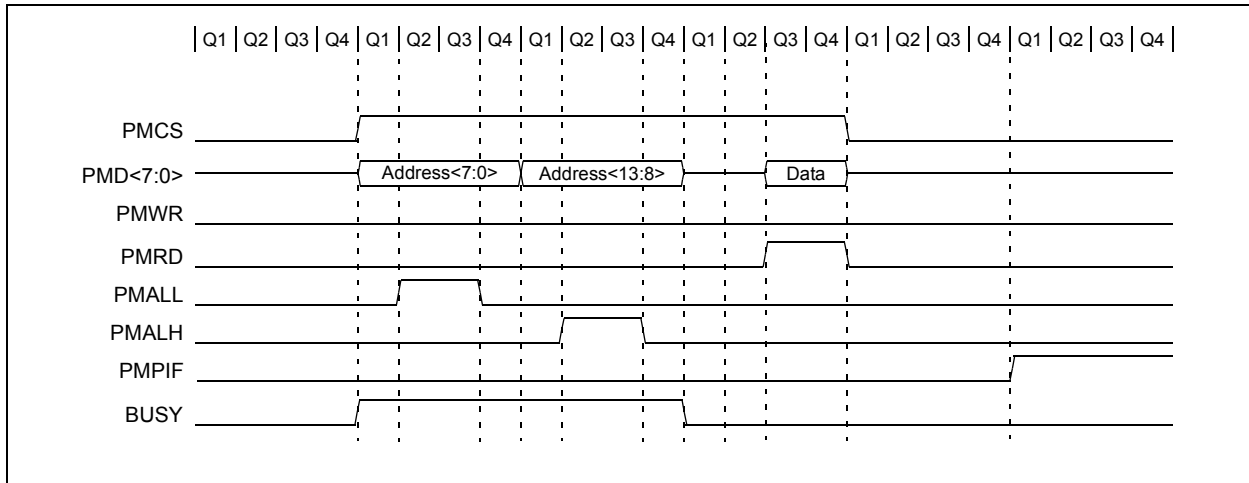 Q1 Q2 Q3 Q4 Q1 Q2 Q3 Q4 Q1 Q2 Q3 Q4 Q1 Q2 Q3 Q4 Q1 Q2 Q3 Q4 Q1 Q2 Q3 Q4
PMCS
PMD<7:0> Address<7:0> Address<13:8> Data
PMWR
PMRD
PMALL
PMALH
PMPIF
BUSY